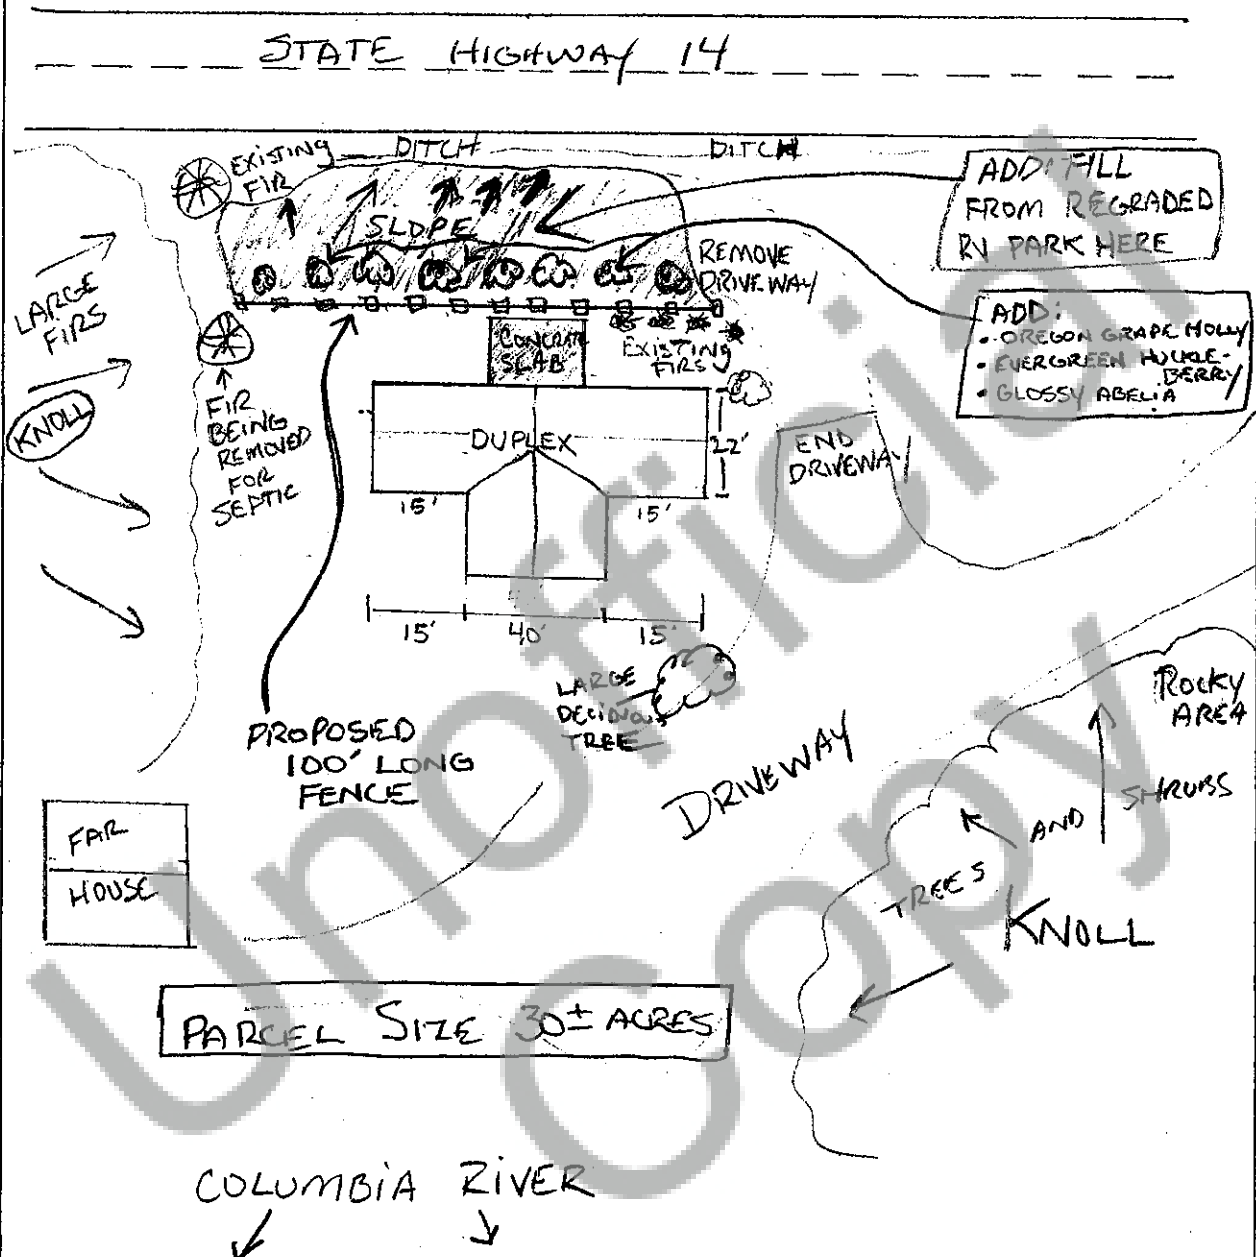 STATE HIGHWAY 14
DITCH
DITCH
EXISTING
FIR
SLOPE
ADD: FILL
FROM REGRADED
RV PARK HERE
REMOVE
DRIVEWAY
LARGE
FIRS
ADD:
• OREGON GRAPE HOLLY
• EVERGREEN HUCKLE-
BERRY
• GLOSSY ABELIA
CONCRETE
SLAB
EXISTING
FIRS
KNOLL
FIR
BEING
REMOVED
FOR
SEPTIC
DUPLEX
22'
END
DRIVEWAY
15'
15'
15'
40'
15'
LARGE
DECIDUOUS
TREE
ROCKY
AREA
PROPOSED
100' LONG
FENCE
DRIVEWAY
SHRUBS
AND
TREES
KNOLL
FAR
HOUSE
PARCEL SIZE 30± ACRES
COLUMBIA RIVER
Unofficial
Copy